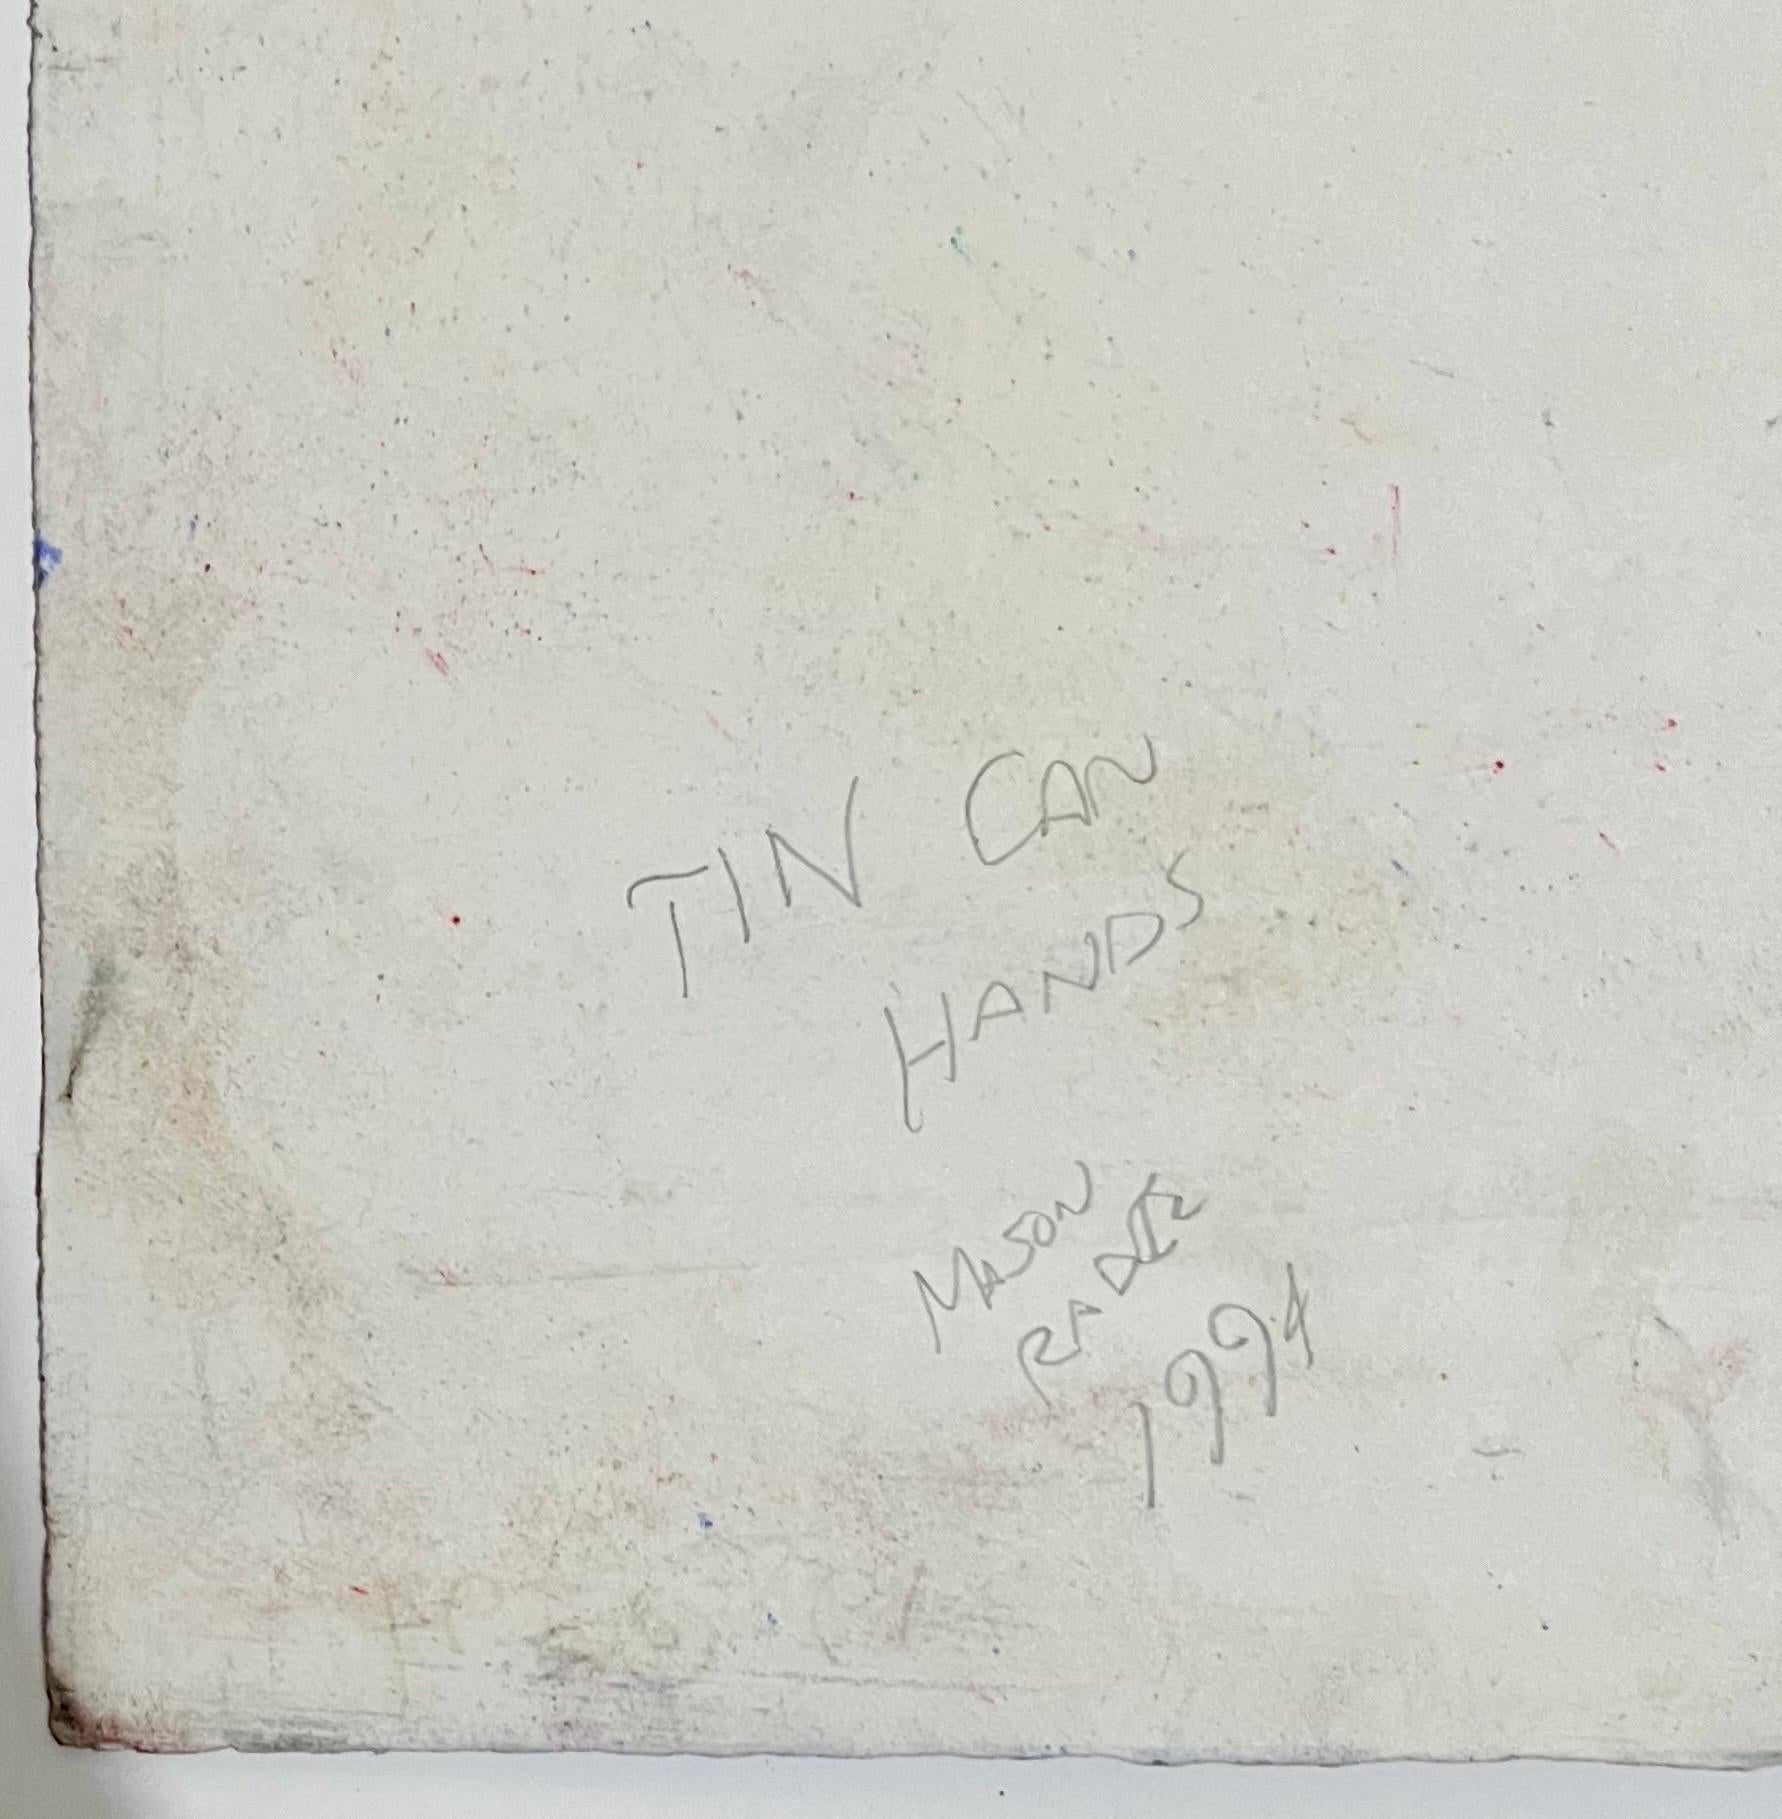 TIN CAN
HANDS
MASON
RADER
1994